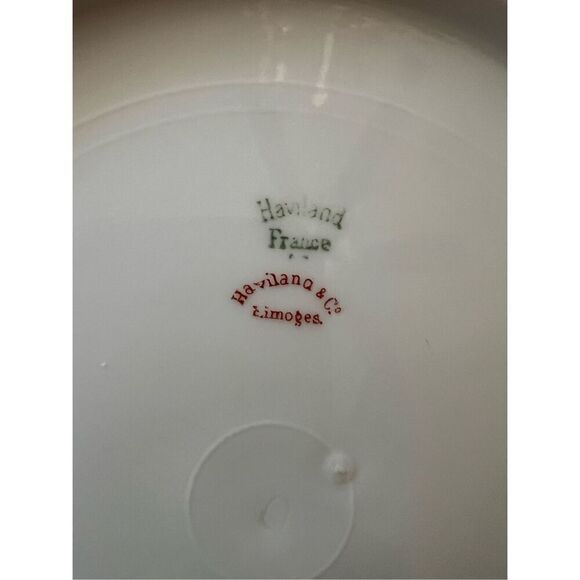 Haviland
France
Haviland & Co
Limoges.